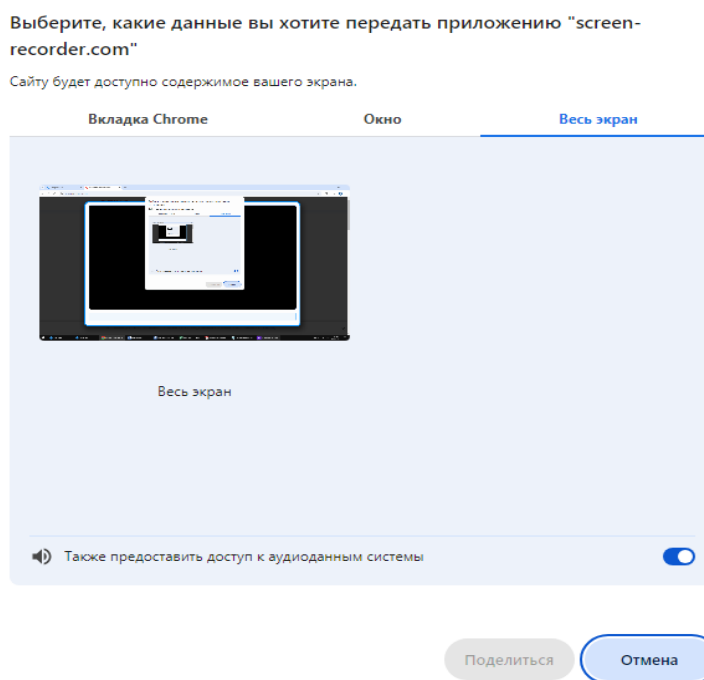 Выберите, какие данные вы хотите передать приложению "screen-
recorder.com"
Сайту будет доступно содержимое вашего экрана.
Вкладка Chrome Окно Весь экран
Весь экран
Также предоставить доступ к аудиоданным системы
Поделиться Отмена